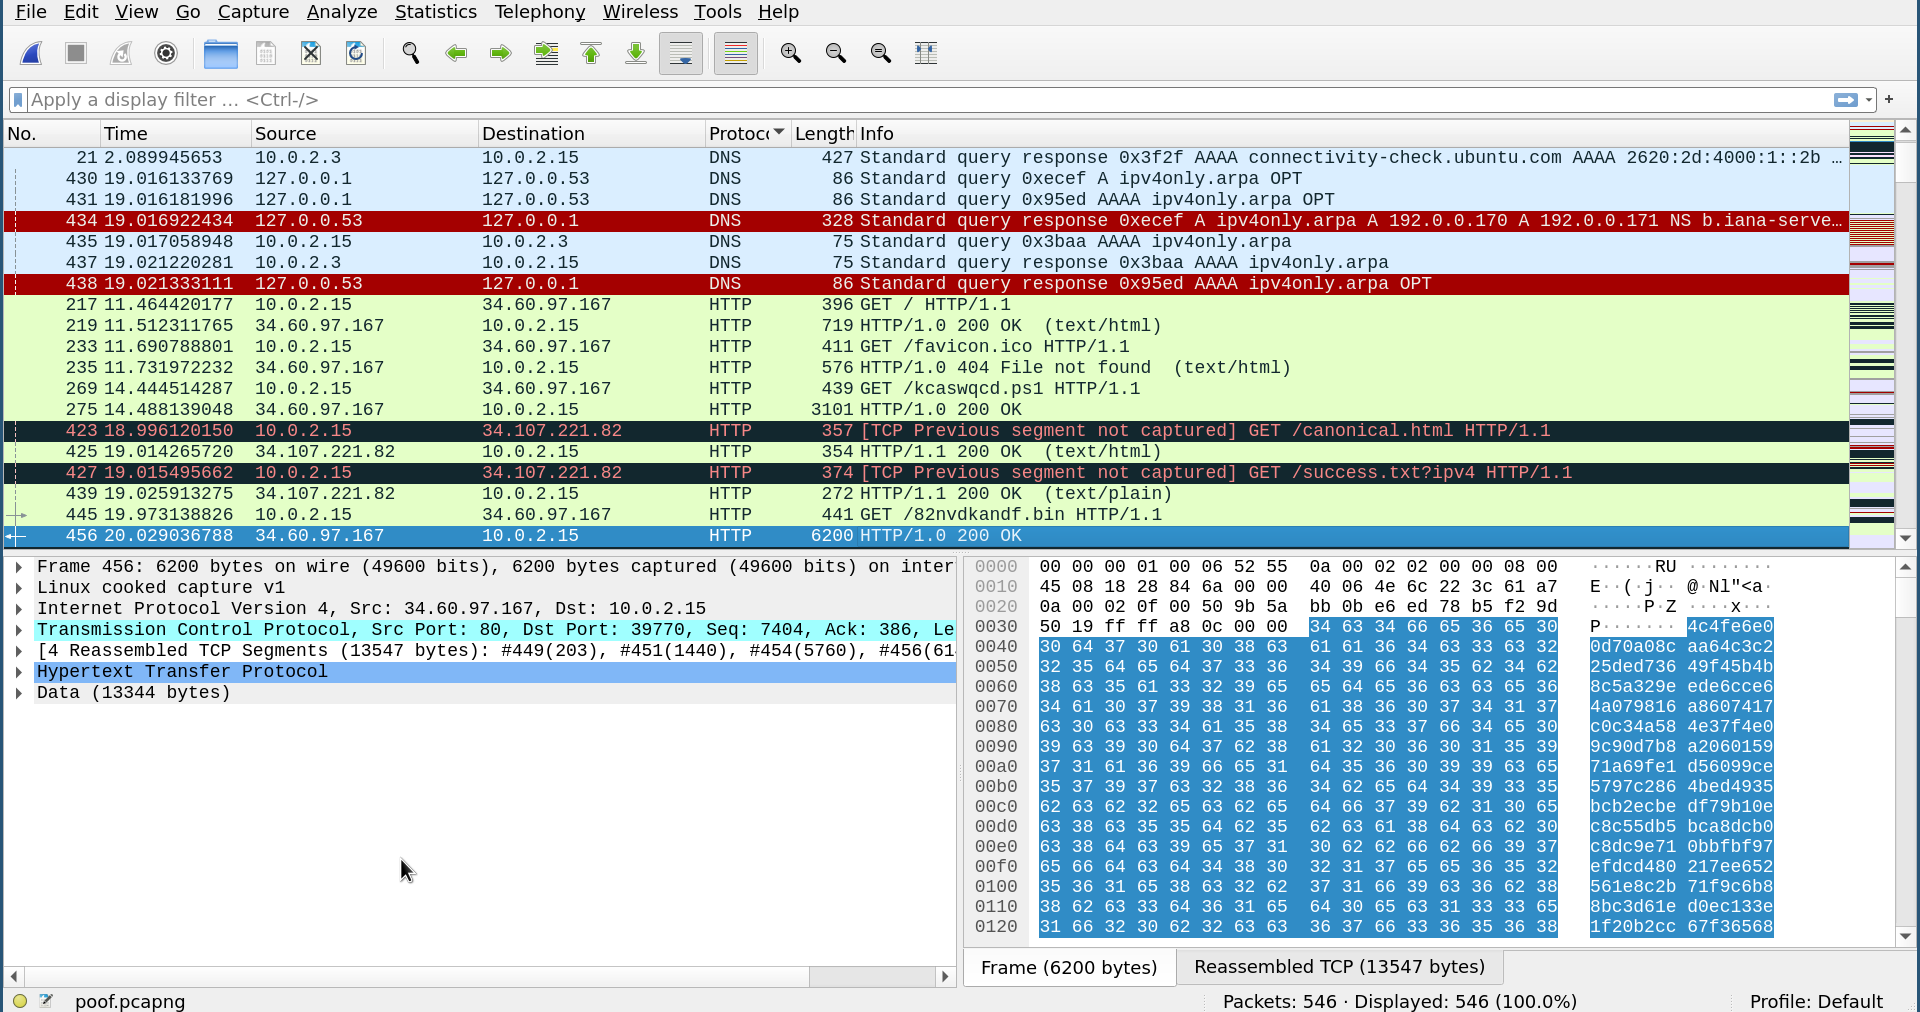 File Edit View Go Capture Analyze Statistics Telephony Wireless Tools Help
Apply a display filter … <Ctrl-/>
+
No. Time Source Destination Protoc Length Info
21 2.089945653 10.0.2.3 10.0.2.15 DNS 427 Standard query response 0x3f2f AAAA connectivity-check.ubuntu.com AAAA 2620:2d:4000:1::2b …
430 19.016133769 127.0.0.1 127.0.0.53 DNS 86 Standard query 0xecef A ipv4only.arpa OPT
431 19.016181996 127.0.0.1 127.0.0.53 DNS 86 Standard query 0x95ed AAAA ipv4only.arpa OPT
434 19.016922434 127.0.0.53 127.0.0.1 DNS 328 Standard query response 0xecef A ipv4only.arpa A 192.0.0.170 A 192.0.0.171 NS b.iana-serve…
435 19.017058948 10.0.2.15 10.0.2.3 DNS 75 Standard query 0x3baa AAAA ipv4only.arpa
437 19.021220281 10.0.2.3 10.0.2.15 DNS 75 Standard query response 0x3baa AAAA ipv4only.arpa
438 19.021333111 127.0.0.53 127.0.0.1 DNS 86 Standard query response 0x95ed AAAA ipv4only.arpa OPT
217 11.464420177 10.0.2.15 34.60.97.167 HTTP 396 GET / HTTP/1.1
219 11.512311765 34.60.97.167 10.0.2.15 HTTP 719 HTTP/1.0 200 OK (text/html)
233 11.690788801 10.0.2.15 34.60.97.167 HTTP 411 GET /favicon.ico HTTP/1.1
235 11.731972232 34.60.97.167 10.0.2.15 HTTP 576 HTTP/1.0 404 File not found (text/html)
269 14.444514287 10.0.2.15 34.60.97.167 HTTP 439 GET /kcaswqcd.ps1 HTTP/1.1
275 14.488139048 34.60.97.167 10.0.2.15 HTTP 3101 HTTP/1.0 200 OK
423 18.996120150 10.0.2.15 34.107.221.82 HTTP 357 [TCP Previous segment not captured] GET /canonical.html HTTP/1.1
425 19.014265720 34.107.221.82 10.0.2.15 HTTP 354 HTTP/1.1 200 OK (text/html)
427 19.015495662 10.0.2.15 34.107.221.82 HTTP 374 [TCP Previous segment not captured] GET /success.txt?ipv4 HTTP/1.1
439 19.025913275 34.107.221.82 10.0.2.15 HTTP 272 HTTP/1.1 200 OK (text/plain)
445 19.973138826 10.0.2.15 34.60.97.167 HTTP 441 GET /82nvdkandf.bin HTTP/1.1
456 20.029036788 34.60.97.167 10.0.2.15 HTTP 6200 HTTP/1.0 200 OK
Frame 456: 6200 bytes on wire (49600 bits), 6200 bytes captured (49600 bits) on inter
Linux cooked capture v1
Internet Protocol Version 4, Src: 34.60.97.167, Dst: 10.0.2.15
Transmission Control Protocol, Src Port: 80, Dst Port: 39770, Seq: 7404, Ack: 386, Le
[4 Reassembled TCP Segments (13547 bytes): #449(203), #451(1440), #454(5760), #456(61
Hypertext Transfer Protocol
Data (13344 bytes)
0000 00 00 00 01 00 06 52 55 0a 00 02 02 00 00 08 00 ······RU ········
0010 45 08 18 28 84 6a 00 00 40 06 4e 6c 22 3c 61 a7 E··(·j·· @·Nl"<a·
0020 0a 00 02 0f 00 50 9b 5a bb 0b e6 ed 78 b5 f2 9d ·····P·Z ····x···
0030 50 19 ff ff a8 0c 00 00 34 63 34 66 65 36 65 30 P······· 4c4fe6e0
0040 30 64 37 30 61 30 38 63 61 61 36 34 63 33 63 32 0d70a08c aa64c3c2
0050 32 35 64 65 64 37 33 36 34 39 66 34 35 62 34 62 25ded736 49f45b4b
0060 38 63 35 61 33 32 39 65 65 64 65 36 63 63 65 36 8c5a329e ede6cce6
0070 34 61 30 37 39 38 31 36 61 38 36 30 37 34 31 37 4a079816 a8607417
0080 63 30 63 33 34 61 35 38 34 65 33 37 66 34 65 30 c0c34a58 4e37f4e0
0090 39 63 39 30 64 37 62 38 61 32 30 36 30 31 35 39 9c90d7b8 a2060159
00a0 37 31 61 36 39 66 65 31 64 35 36 30 39 39 63 65 71a69fe1 d56099ce
00b0 35 37 39 37 63 32 38 36 34 62 65 64 34 39 33 35 5797c286 4bed4935
00c0 62 63 62 32 65 63 62 65 64 66 37 39 62 31 30 65 bcb2ecbe df79b10e
00d0 63 38 63 35 35 64 62 35 62 63 61 38 64 63 62 30 c8c55db5 bca8dcb0
00e0 63 38 64 63 39 65 37 31 30 62 62 66 62 66 39 37 c8dc9e71 0bbfbf97
00f0 65 66 64 63 64 34 38 30 32 31 37 65 65 36 35 32 efdcd480 217ee652
0100 35 36 31 65 38 63 32 62 37 31 66 39 63 36 62 38 561e8c2b 71f9c6b8
0110 38 62 63 33 64 36 31 65 64 30 65 63 31 33 33 65 8bc3d61e d0ec133e
0120 31 66 32 30 62 32 63 63 36 37 66 33 36 35 36 38 1f20b2cc 67f36568
Frame (6200 bytes) Reassembled TCP (13547 bytes)
poof.pcapng Packets: 546 · Displayed: 546 (100.0%) Profile: Default